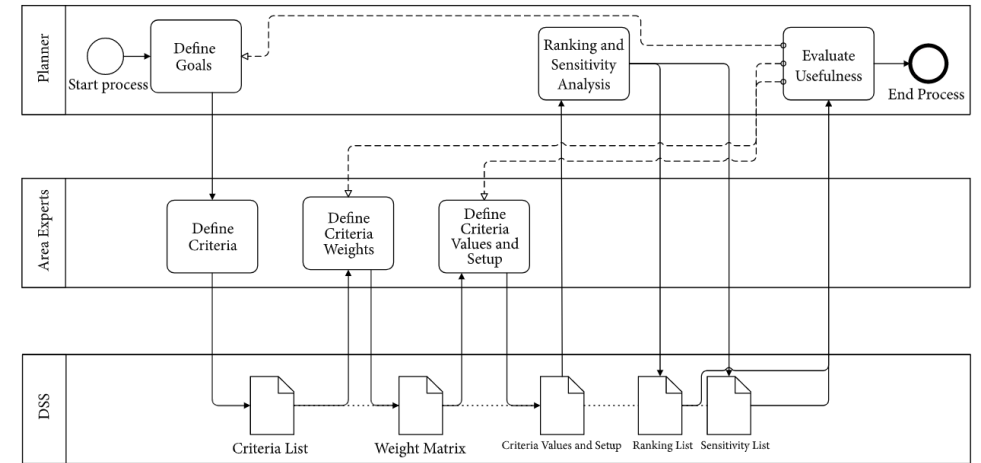 Planner
Start process
Define
Goals
Ranking and
Sensitivity
Analysis
Evaluate
Usefulness
End Process
Area Experts
Define
Criteria
Define
Criteria
Weights
Define
Criteria
Values and
Setup
DSS
Criteria List
Weight Matrix
Criteria Values and Setup
Ranking List
Sensitivity List